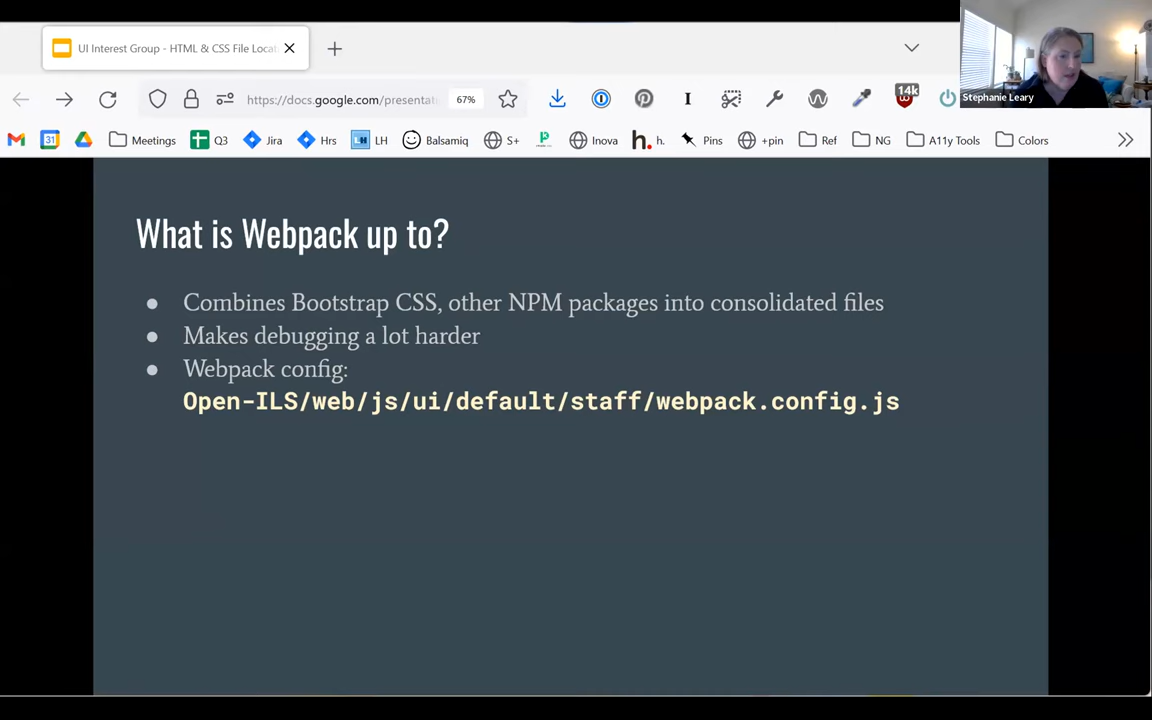 UI Interest Group - HTML & CSS File Locat
https://docs.google.com/presenta
67%
14k
Stephanie Leary
31
Meetings
Q3
Jira
Hrs
LH
LH
Balsamiq
S+
Inova
h.
h.
Pins
+pin
Ref
NG
A11y Tools
Colors
What is Webpack up to?
● Combines Bootstrap CSS, other NPM packages into consolidated files
● Makes debugging a lot harder
● Webpack config:
Open-ILS/web/js/ui/default/staff/webpack.config.js